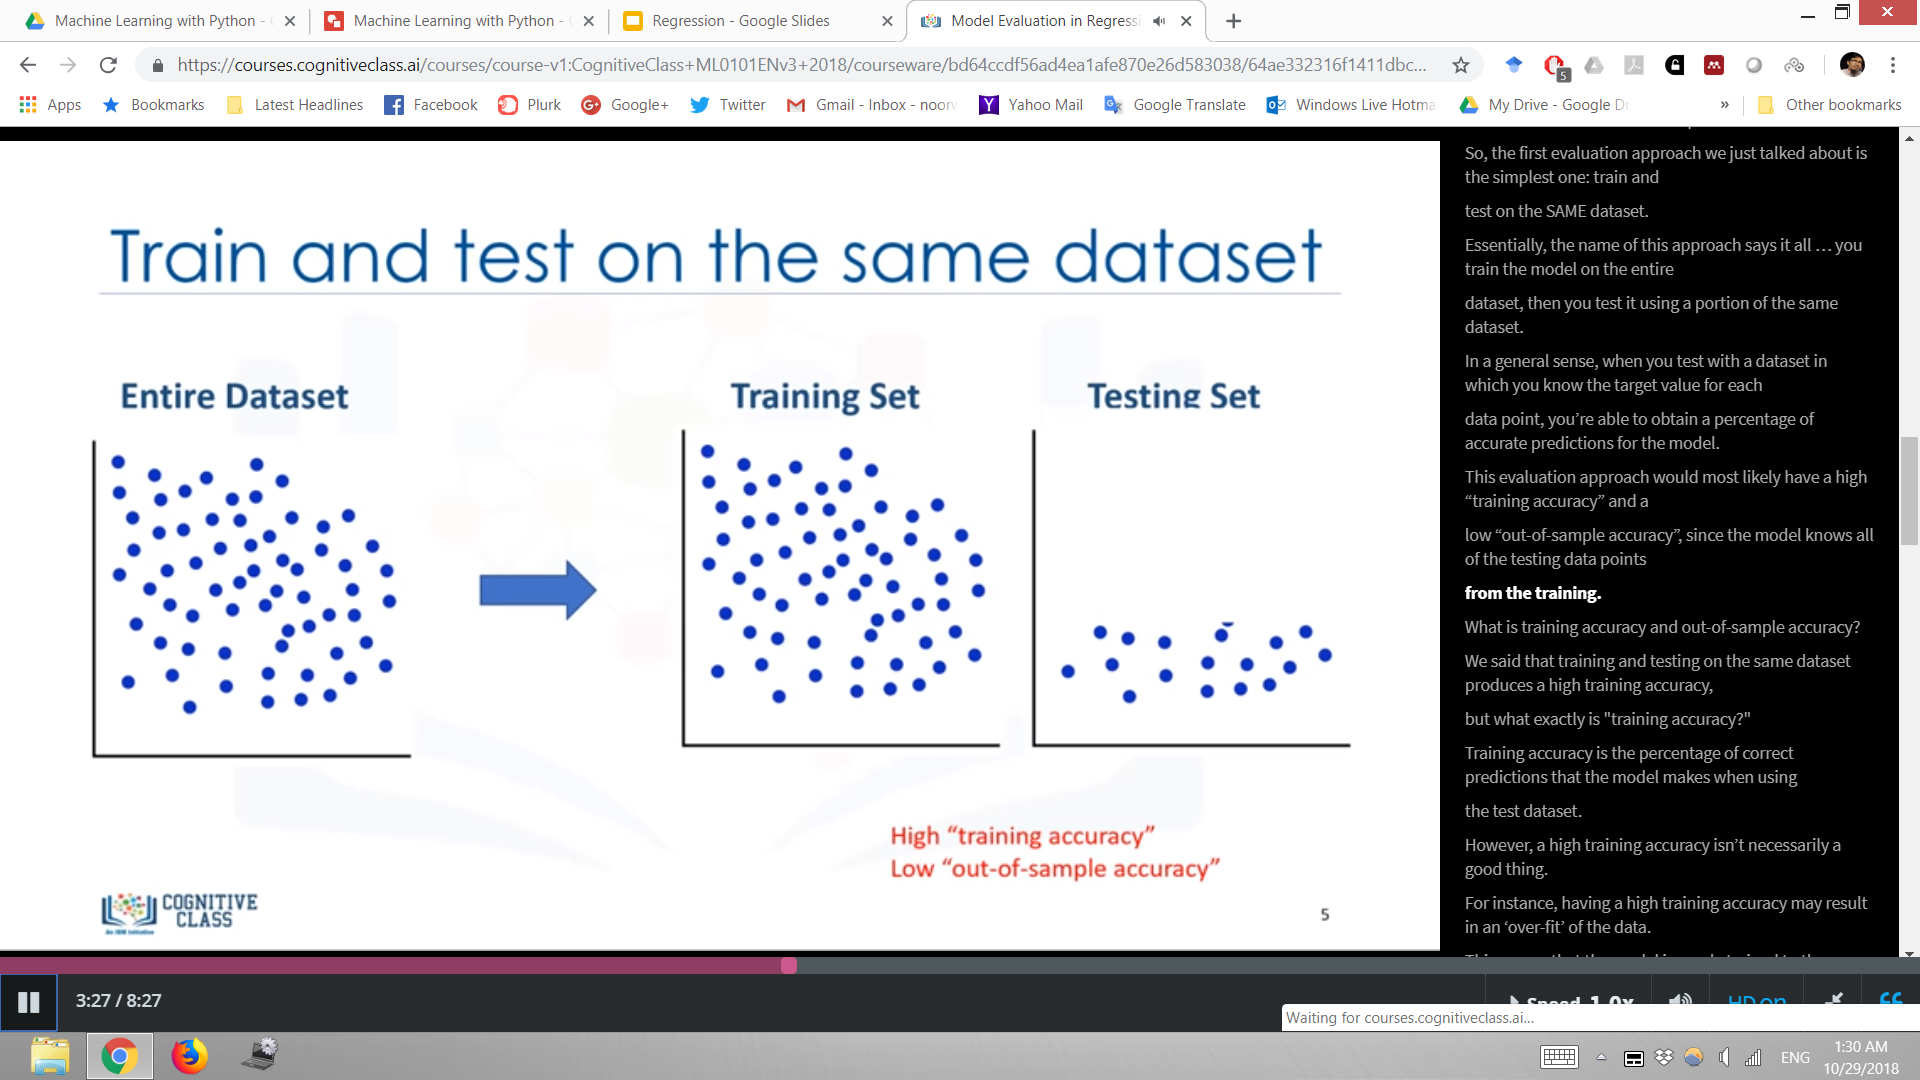 Machine Learning with Python -
Machine Learning with Python -
Regression - Google Slides
Model Evaluation in Regressi
https://courses.cognitiveclass.ai/courses/course-v1:CognitiveClass+ML0101ENv3+2018/courseware/bd64ccdf56ad4ea1afe870e26d583038/64ae332316f1411dbc...
5
Apps
Bookmarks
Latest Headlines
Facebook
Plurk
Google+
Twitter
Gmail - Inbox - noorv
Yahoo Mail
Google Translate
Windows Live Hotma
My Drive - Google Dr
»
Other bookmarks
Train and test on the same dataset
Entire Dataset
Training Set
Testing Set
High “training accuracy”
Low “out-of-sample accuracy”
COGNITIVE
CLASS
An IBM Initiative
5
So, the first evaluation approach we just talked about is
the simplest one: train and
test on the SAME dataset.
Essentially, the name of this approach says it all … you
train the model on the entire
dataset, then you test it using a portion of the same
dataset.
In a general sense, when you test with a dataset in
which you know the target value for each
data point, you’re able to obtain a percentage of
accurate predictions for the model.
This evaluation approach would most likely have a high
“training accuracy” and a
low “out-of-sample accuracy”, since the model knows all
of the testing data points
from the training.
What is training accuracy and out-of-sample accuracy?
We said that training and testing on the same dataset
produces a high training accuracy,
but what exactly is "training accuracy?"
Training accuracy is the percentage of correct
predictions that the model makes when using
the test dataset.
However, a high training accuracy isn’t necessarily a
good thing.
For instance, having a high training accuracy may result
in an ‘over-fit’ of the data.
3:27 / 8:27
Speed 1.0x
HD on
Waiting for courses.cognitiveclass.ai...
ENG
1:30 AM
10/29/2018